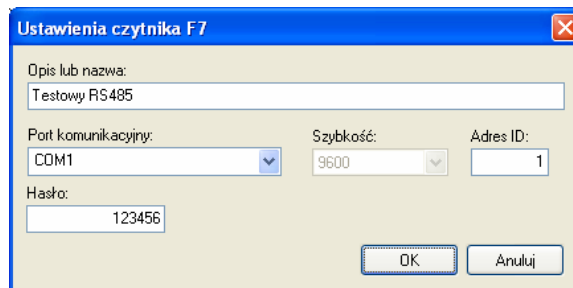 Ustawienia czytnika F7
Opis lub nazwa:
Testowy RS485
Port komunikacyjny: Szybkość: Adres ID:
COM1 9600 1
Hasło:
123456
OK Anuluj